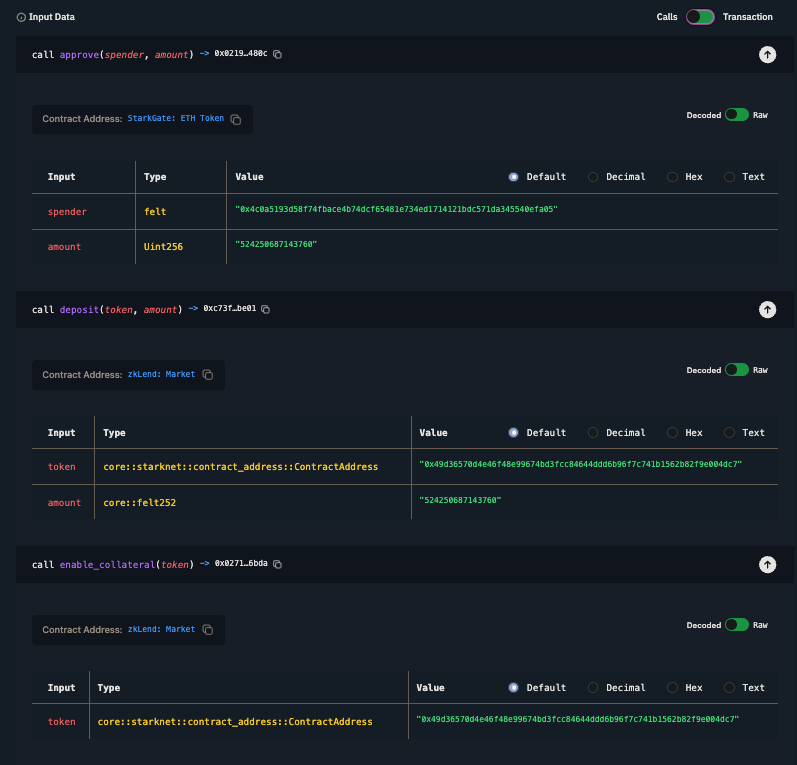 Input Data
Calls Transaction
call approve(spender, amount) -> 0x0219…480c
Contract Address: StarkGate: ETH Token
Decoded Raw
Input Type Value Default Decimal Hex Text
spender felt "0x4c0a5193d58f74fbace4b74dcf65481e734ed1714121bdc571da345540efa05"
amount Uint256 "524250687143760"
call deposit(token, amount) -> 0xc73f…be01
Contract Address: zkLend: Market
Decoded Raw
Input Type Value Default Decimal Hex Text
token core::starknet::contract_address::ContractAddress "0x49d36570d4e46f48e99674bd3fcc84644ddd6b96f7c741b1562b82f9e004dc7"
amount core::felt252 "524250687143760"
call enable_collateral(token) -> 0x0271…6bda
Contract Address: zkLend: Market
Decoded Raw
Input Type Value Default Decimal Hex Text
token core::starknet::contract_address::ContractAddress "0x49d36570d4e46f48e99674bd3fcc84644ddd6b96f7c741b1562b82f9e004dc7"